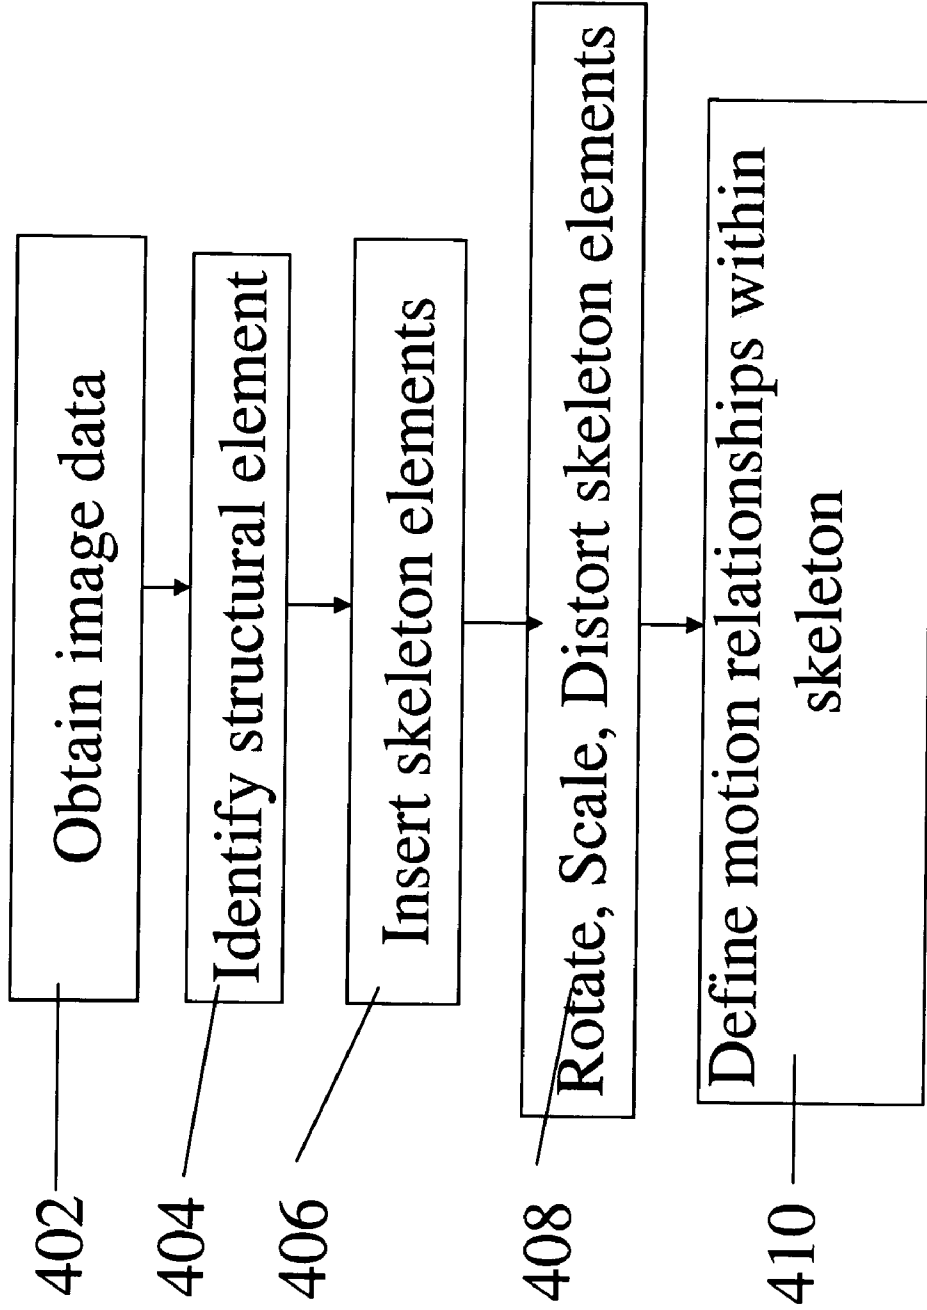 402
Obtain image data
404
Identify structural element
406
Insert skeleton elements
408
Rotate, Scale, Distort skeleton elements
410
Define motion relationships within
skeleton